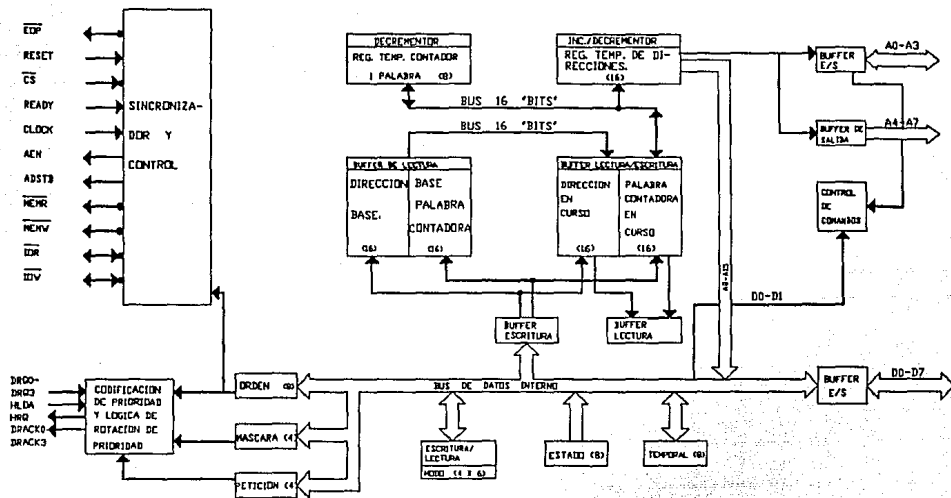 EOP
RESET
CS
READY
CLOCK
AEN
ADSTB
MEMR
MEMW
IOR
IOW
SINCRONIZA-
DOR Y
CONTROL
DECREMENTOR
REG. TEMP. CONTADOR
1 PALABRA (8)
INC./DECREMENTOR
REG. TEMP. DE DI-
RECCIONES.
(16)
BUFFER
E/S
A0-A3
BUS 16 "BITS"
BUS 16 "BITS"
BUFFER DE
SALIDA
A4-A7
BUFFER DE LECTURA
DIRECCION
BASE.
(16)
BASE
PALABRA
CONTADORA
(16)
BUFFER LECTURA/ESCRITURA
DIRECCION
EN
CURSO
(16)
PALABRA
CONTADORA
EN
CURSO
(16)
CONTROL
DE
COMANDOS
A8-A15
D0-D1
BUFFER
ESCRITURA
BUFFER
LECTURA
DRQ0-
DRQ3
HLDA
HRQ
DRACK0
DRACK3
CODIFICACION
DE PRIORIDAD
Y LOGICA DE
ROTACION DE
PRIORIDAD
ORDEN (8)
MASCARA (4)
PETICION (4)
BUS DE DATOS INTERNO
BUFFER
E/S
D0-D7
ESCRITURA/
LECTURA
MODO (4 X 6)
ESTADO (8)
TEMPORAL (8)